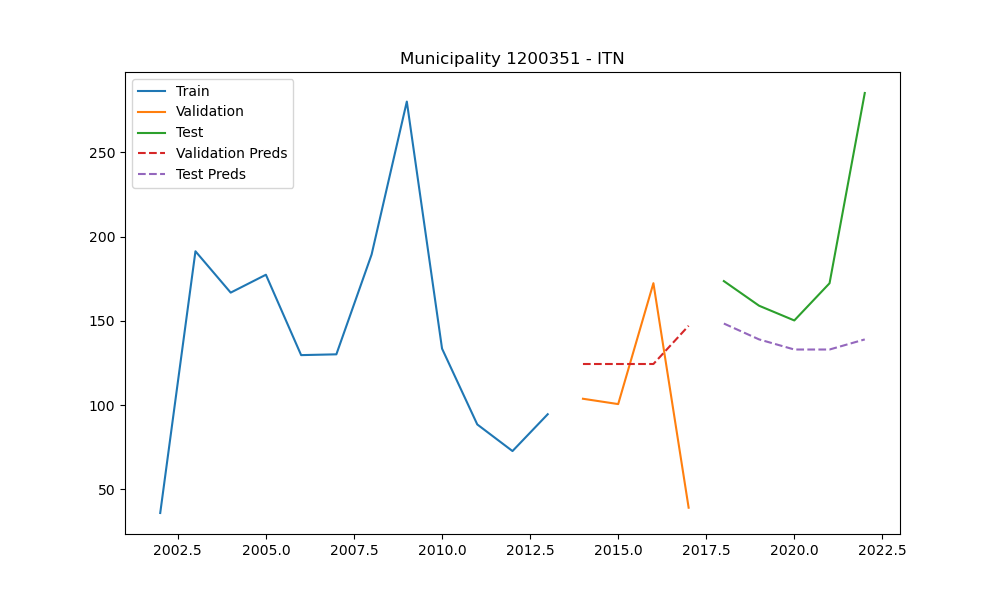 Municipality 1200351 - ITN
Train
Validation
Test
Validation Preds
Test Preds
250
200
150
100
50
2002.5 2005.0 2007.5 2010.0 2012.5 2015.0 2017.5 2020.0 2022.5